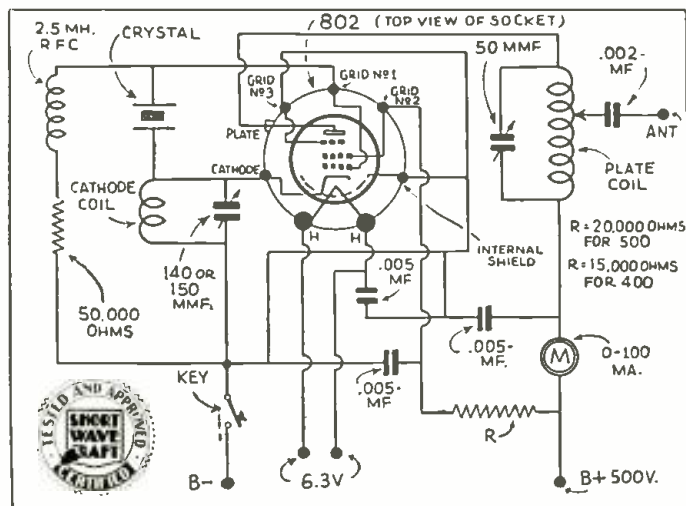 802 (TOP VIEW OF SOCKET)
2.5 MH.
RFC
CRYSTAL
50 MMF
.002-
MF
GRID Nº1
GRID
Nº3
GRID
Nº2
PLATE
ANT
CATHODE
PLATE
COIL
CATHODE
COIL
H
H
INTERNAL
SHIELD
R=20,000 OHMS
FOR 500
R=15,000 OHMS
FOR 400
140 OR
150
MMF.
.005
MF
50,000
OHMS
.005-
MF.
M
0-100
MA.
KEY
.005-
MF
R
TESTED AND APPROVED
SHORT
WAVE
CRAFT
CERTIFIED
B-
6.3V
B+ 500V.